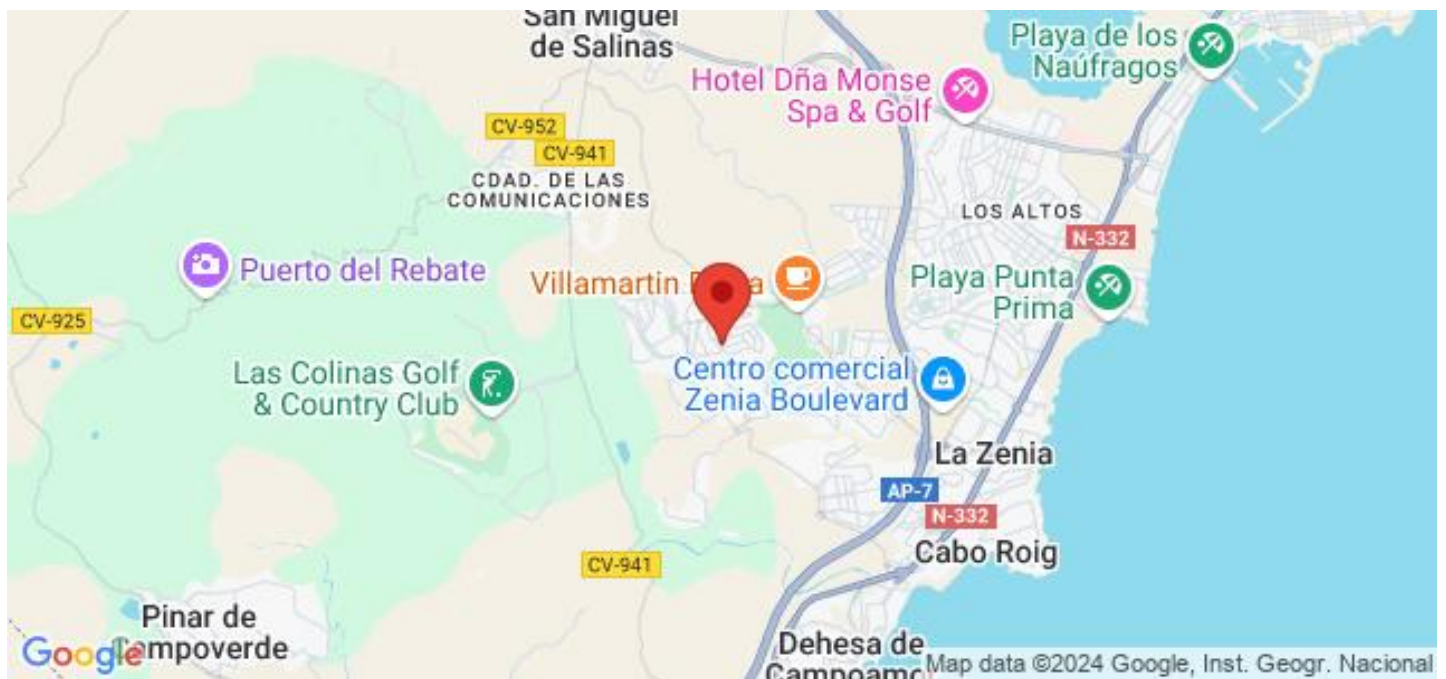 San Miguel
de Salinas
Playa de los
Naúfragos
Hotel Dña Monse
Spa & Golf
CV-952
CV-941
CDAD. DE LAS
COMUNICACIONES
LOS ALTOS
N-332
Puerto del Rebate
Villamartin
Playa Punta
Prima
CV-925
Centro comercial
Zenia Boulevard
Las Colinas Golf
& Country Club
La Zenia
AP-7
N-332
Cabo Roig
CV-941
Pinar de
Campoverde
Dehesa de
Campoamor
Google
Map data ©2024 Google, Inst. Geogr. Nacional